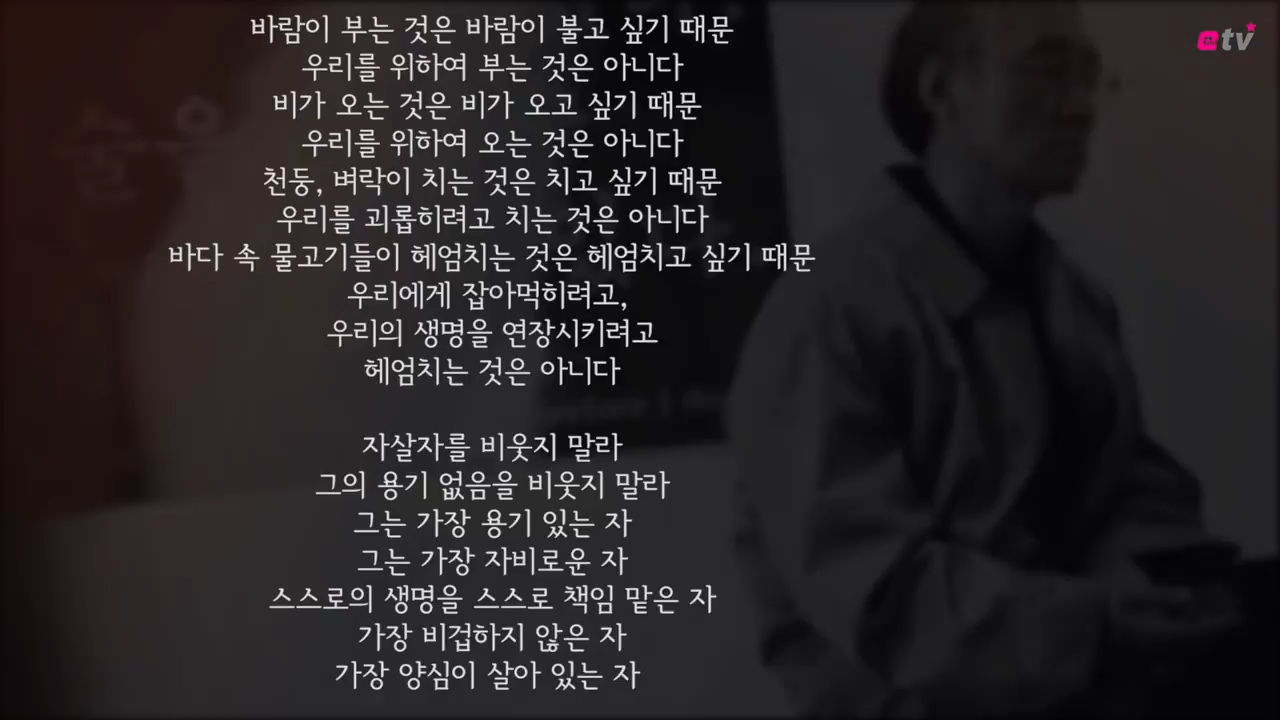 바람이 부는 것은 바람이 불고 싶기 때문
우리를 위하여 부는 것은 아니다
비가 오는 것은 비가 오고 싶기 때문
우리를 위하여 오는 것은 아니다
천둥, 벼락이 치는 것은 치고 싶기 때문
우리를 괴롭히려고 치는 것은 아니다
바다 속 물고기들이 헤엄치는 것은 헤엄치고 싶기 때문
우리에게 잡아먹히려고,
우리의 생명을 연장시키려고
헤엄치는 것은 아니다
자살자를 비웃지 말라
그의 용기 없음을 비웃지 말라
그는 가장 용기 있는 자
그는 가장 자비로운 자
스스로의 생명을 스스로 책임 맡은 자
가장 비겁하지 않은 자
가장 양심이 살아 있는 자
etv